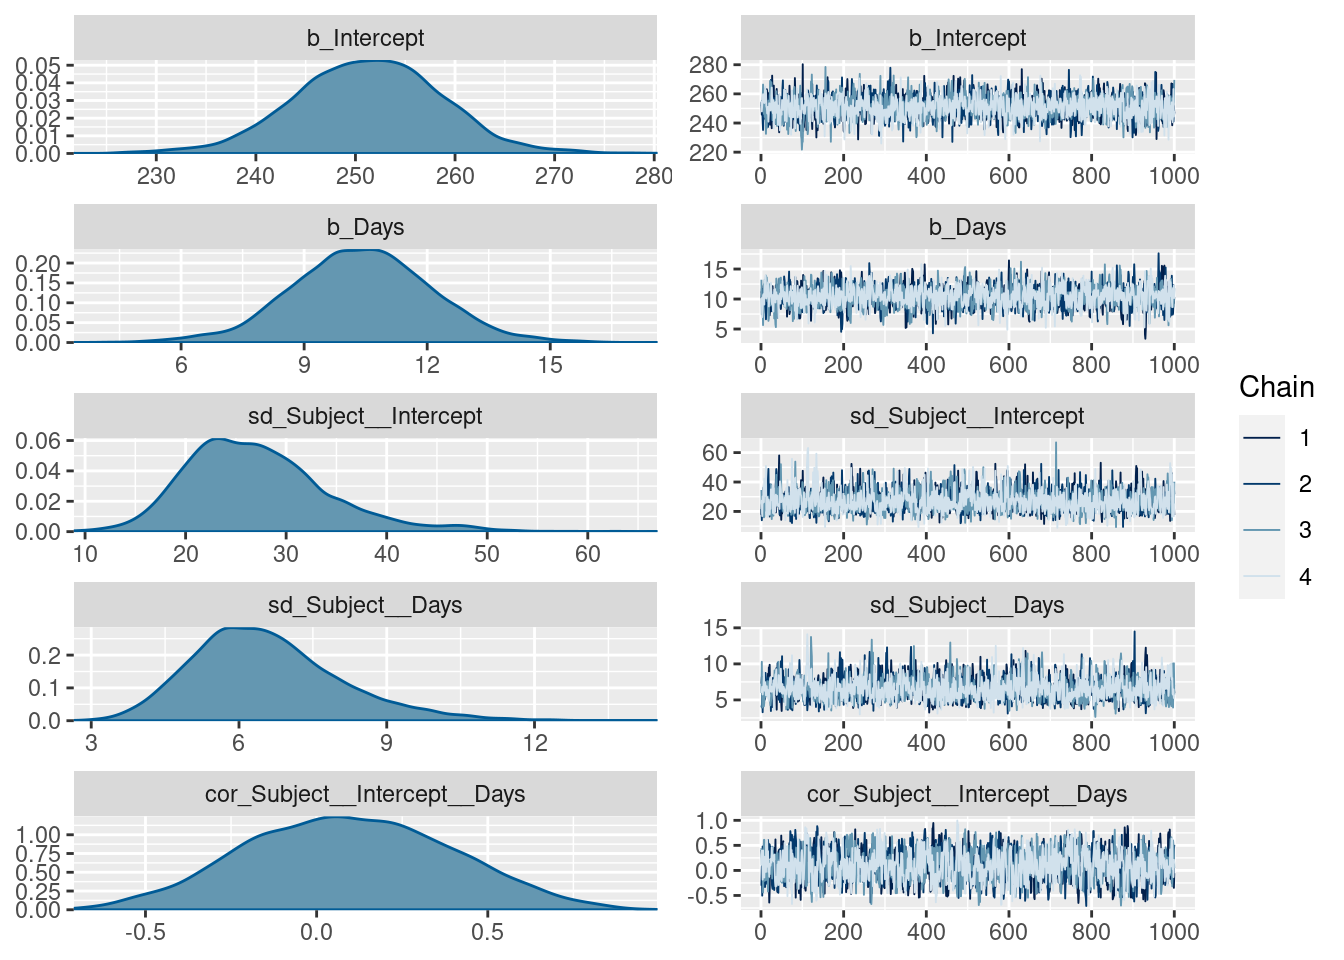 b_Intercept
0.05
0.04
0.03
0.02
0.01
0.00
230 240 250 260 270 280
b_Intercept
280
260
240
220
0 200 400 600 800 1000
b_Days
0.20
0.15
0.10
0.05
0.00
6 9 12 15
b_Days
15
10
5
0 200 400 600 800 1000
sd_Subject__Intercept
0.06
0.04
0.02
0.00
10 20 30 40 50 60
sd_Subject__Intercept
60
40
20
0 200 400 600 800 1000
sd_Subject__Days
0.2
0.1
0.0
3 6 9 12
sd_Subject__Days
15
10
5
0 200 400 600 800 1000
cor_Subject__Intercept__Days
1.00
0.75
0.50
0.25
0.00
-0.5 0.0 0.5
cor_Subject__Intercept__Days
1.0
0.5
0.0
-0.5
0 200 400 600 800 1000
Chain
1
2
3
4